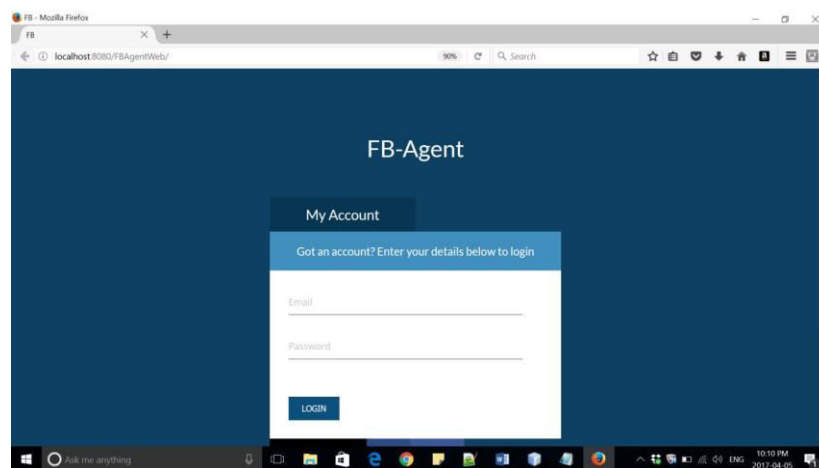 FB - Mozilla Firefox
FB
localhost:8080/FBAgentWeb/
90%
Search
FB-Agent
My Account
Got an account? Enter your details below to login
Email
Password
LOGIN
Ask me anything
ENG
10:10 PM
2017-04-05